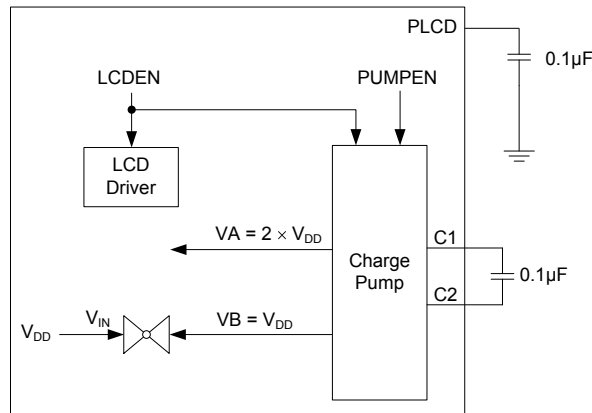 PLCD
0.1μF
LCDEN
PUMPEN
LCD
Driver
VA = 2 × VDD
C1
Charge
Pump
0.1μF
C2
VIN
VB = VDD
VDD